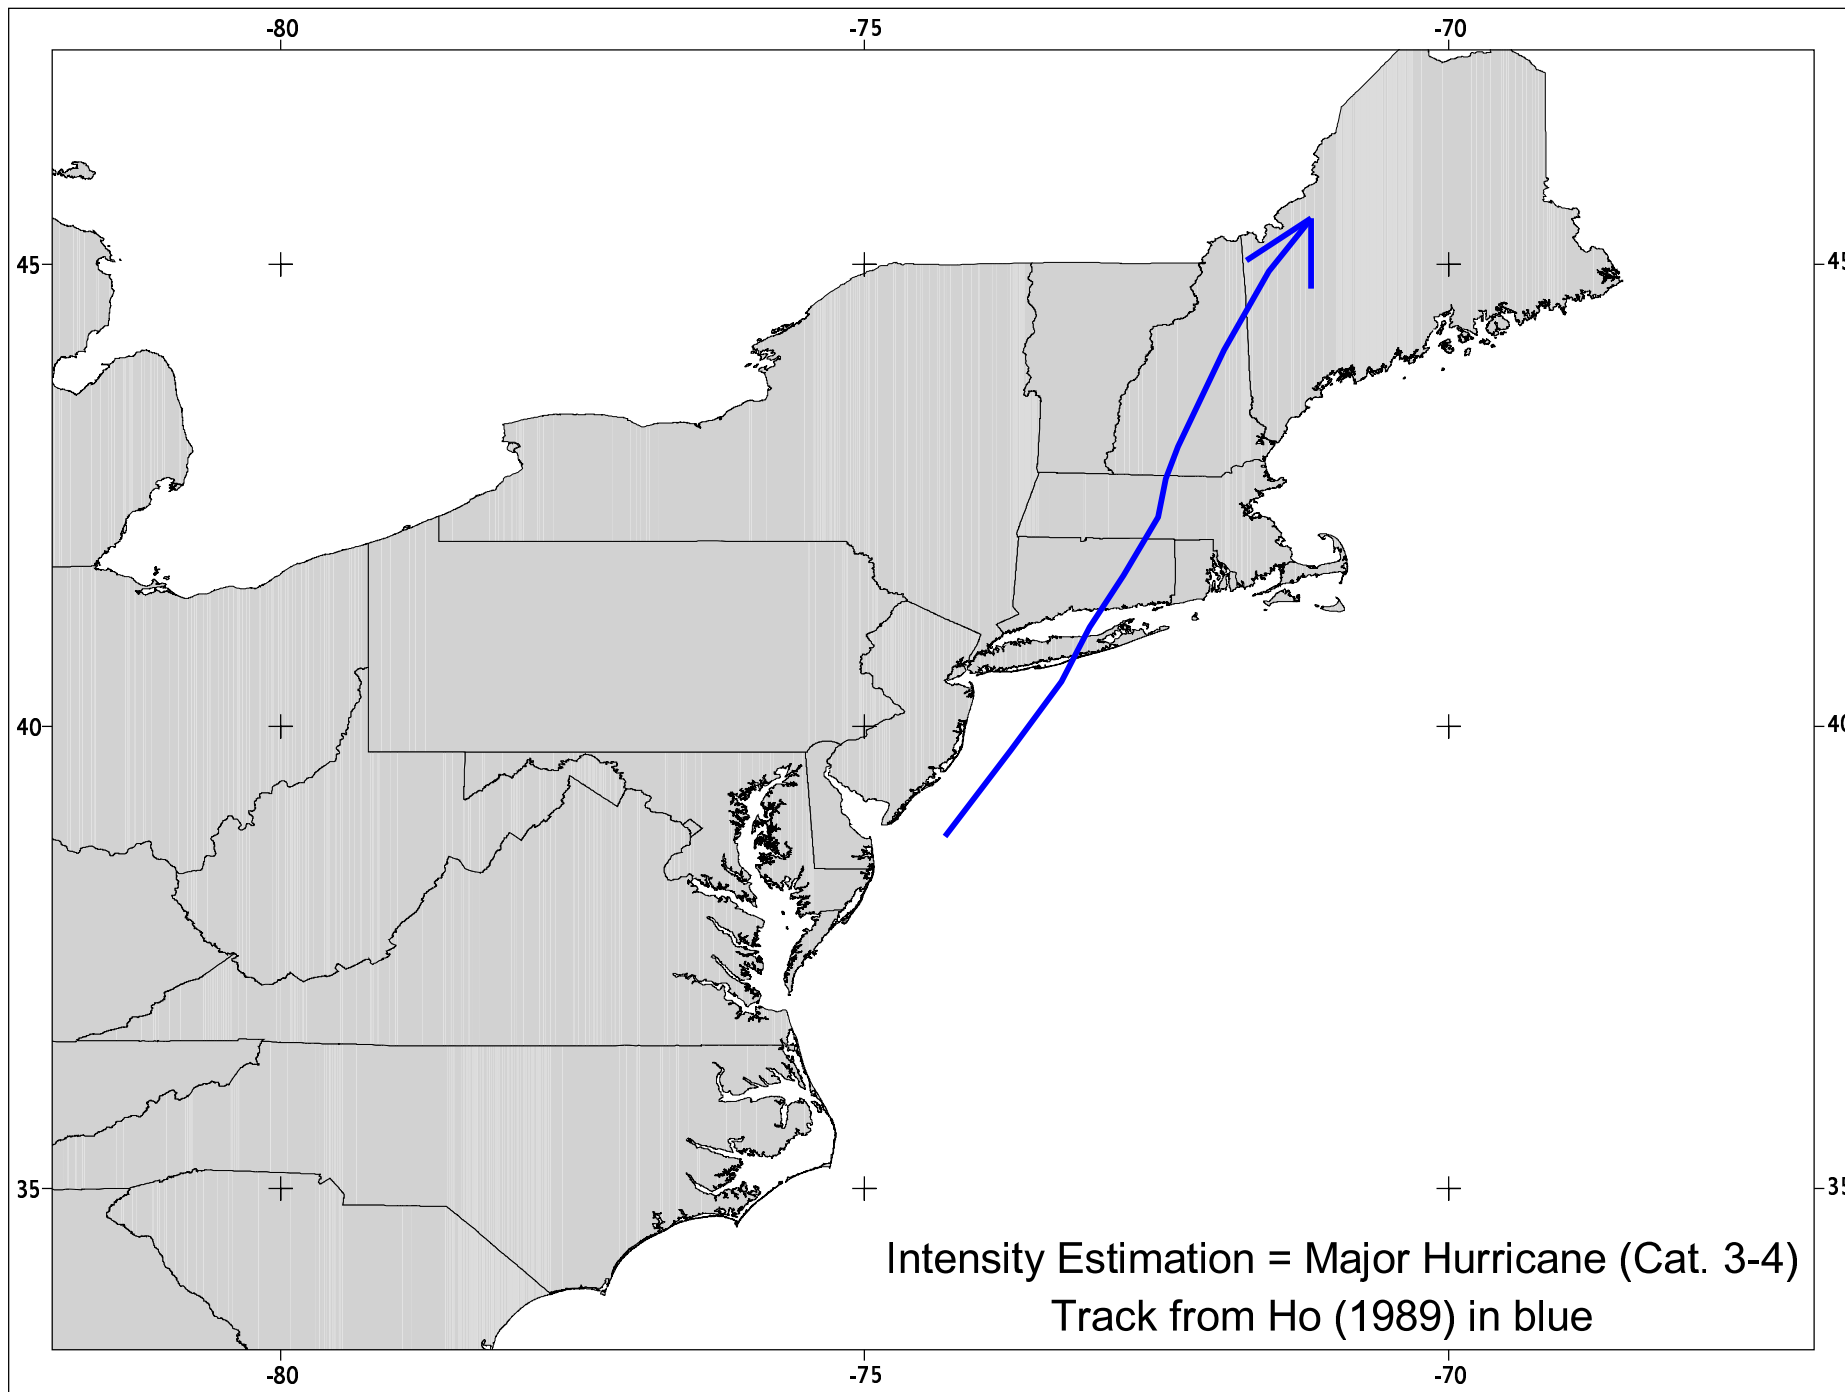 -80 -75 -70
45 45
40 40
35 35
Intensity Estimation = Major Hurricane (Cat. 3-4)
Track from Ho (1989) in blue
-80 -75 -70